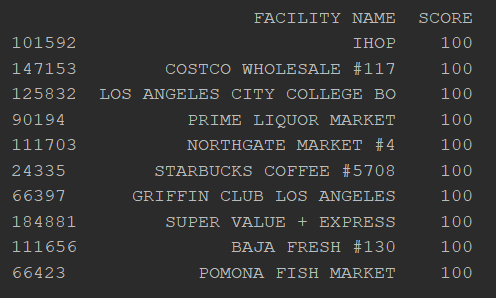 FACILITY NAME SCORE
101592 IHOP 100
147153 COSTCO WHOLESALE #117 100
125832 LOS ANGELES CITY COLLEGE BO 100
90194 PRIME LIQUOR MARKET 100
111703 NORTHGATE MARKET #4 100
24335 STARBUCKS COFFEE #5708 100
66397 GRIFFIN CLUB LOS ANGELES 100
184881 SUPER VALUE + EXPRESS 100
111656 BAJA FRESH #130 100
66423 POMONA FISH MARKET 100